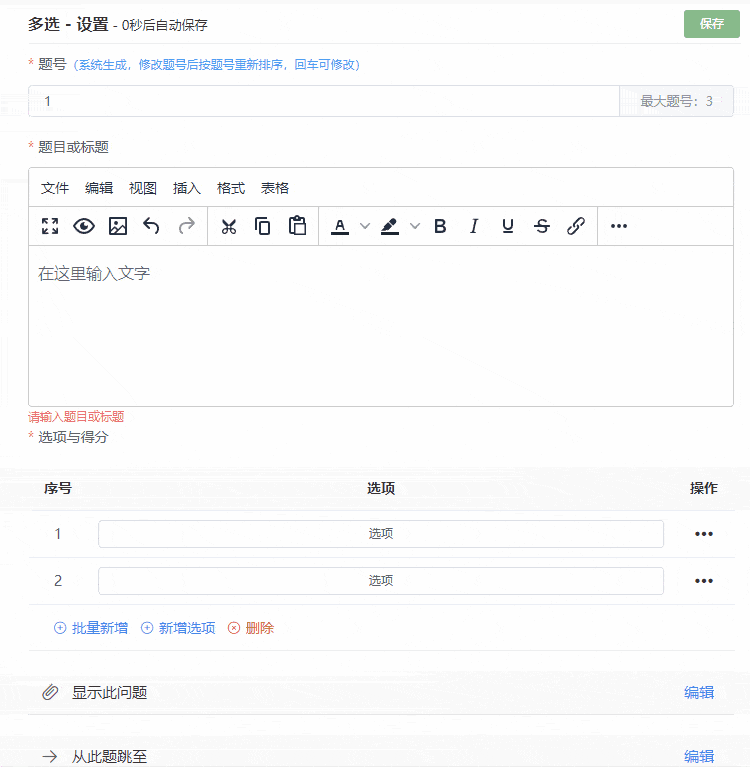 多选 - 设置 - 0秒后自动保存 保存
* 题号（系统生成，修改题号后按题号重新排序，回车可修改）
1 最大题号：3
* 题目或标题
文件 编辑 视图 插入 格式 表格
A B I U S
在这里输入文字
请输入题目或标题
* 选项与得分
序号 选项 操作
1 选项
2 选项
批量新增 新增选项 删除
显示此问题 编辑
从此题跳至 编辑